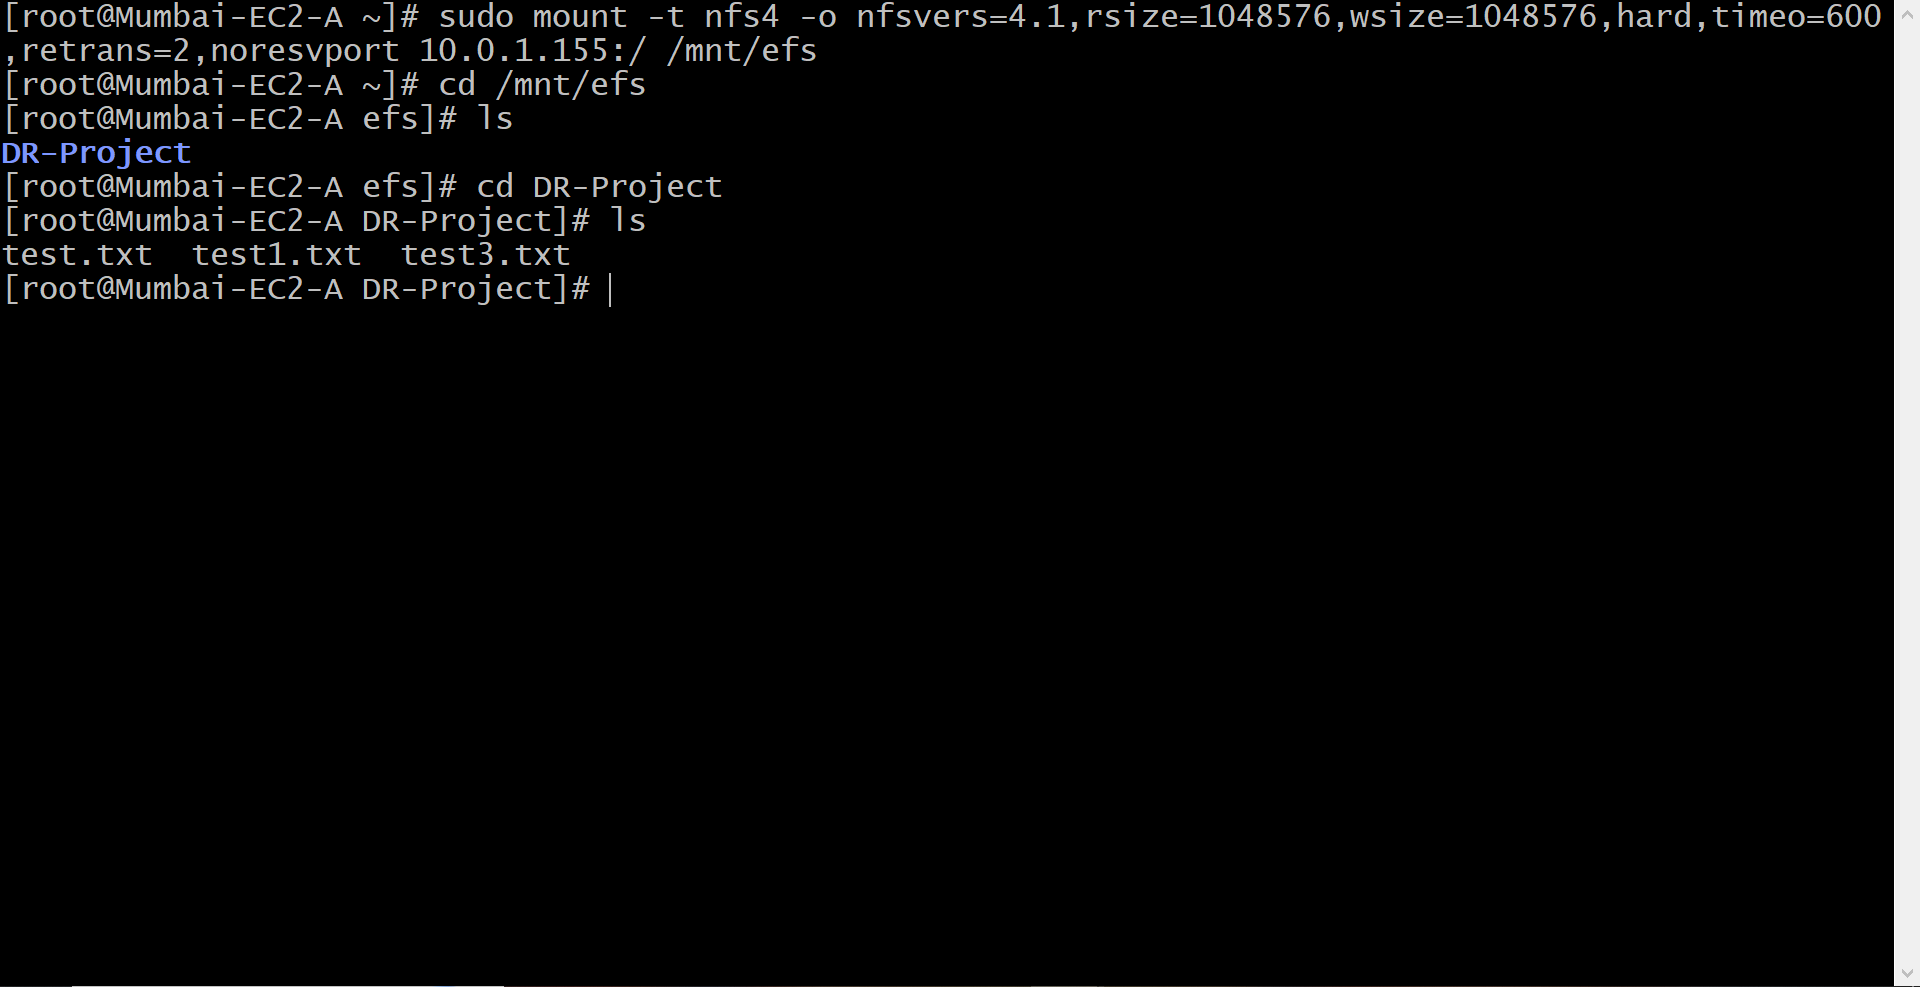 [root@Mumbai-EC2-A ~]# sudo mount -t nfs4 -o nfsvers=4.1,rsize=1048576,wsize=1048576,hard,timeo=600
,retrans=2,noresvport 10.0.1.155:/ /mnt/efs
[root@Mumbai-EC2-A ~]# cd /mnt/efs
[root@Mumbai-EC2-A efs]# ls
DR-Project
[root@Mumbai-EC2-A efs]# cd DR-Project
[root@Mumbai-EC2-A DR-Project]# ls
test.txt  test1.txt  test3.txt
[root@Mumbai-EC2-A DR-Project]#